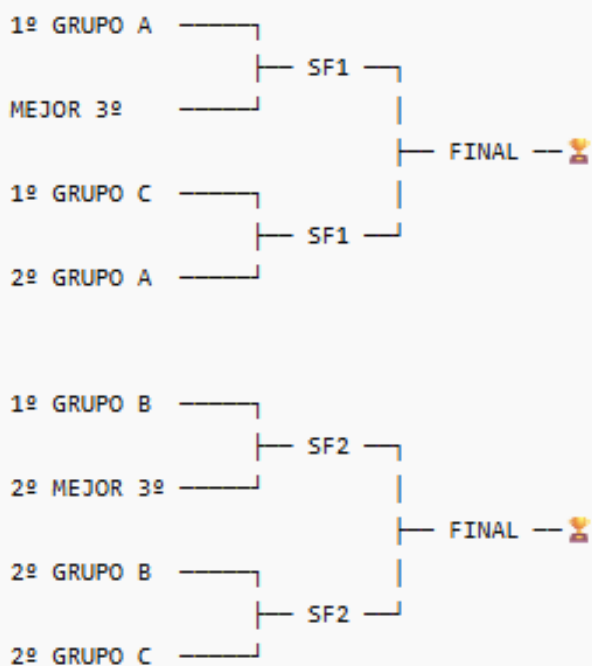 1º GRUPO A
SF1
MEJOR 3º
FINAL
1º GRUPO C
SF1
2º GRUPO A
1º GRUPO B
SF2
2º MEJOR 3º
FINAL
2º GRUPO B
SF2
2º GRUPO C